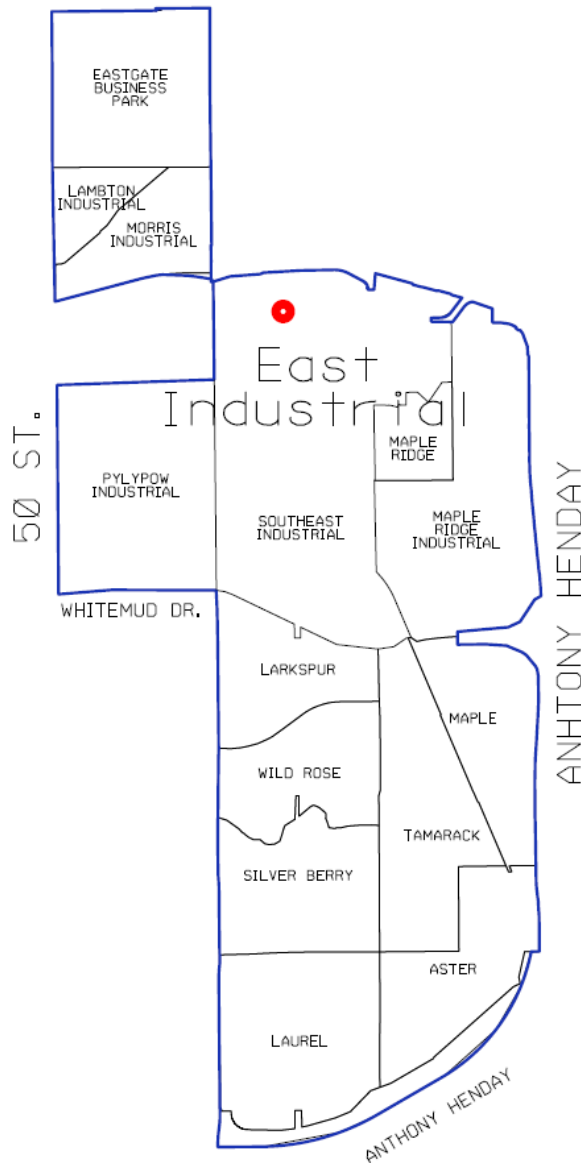 EASTGATE
BUSINESS
PARK
LAMBTON
INDUSTRIAL
MORRIS
INDUSTRIAL
East
Industrial
MAPLE
RIDGE
50 ST.
PYLYPOW
INDUSTRIAL
SOUTHEAST
INDUSTRIAL
MAPLE
RIDGE
INDUSTRIAL
ANHTONY HENDAY
WHITEMUD DR.
LARKSPUR
MAPLE
WILD ROSE
TAMARACK
SILVER BERRY
ASTER
LAUREL
ANTHONY HENDAY